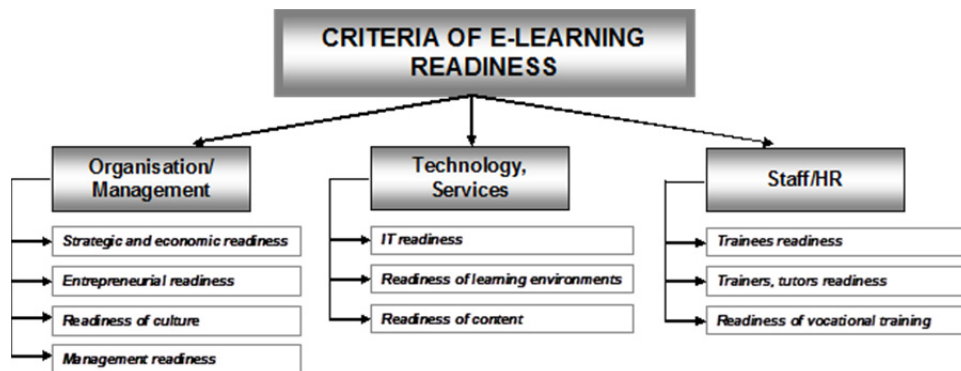 CRITERIA OF E-LEARNING
READINESS
Organisation/
Management
Strategic and economic readiness
Entrepreneurial readiness
Readiness of culture
Management readiness
Technology,
Services
IT readiness
Readiness of learning environments
Readiness of content
Staff/HR
Trainees readiness
Trainers, tutors readiness
Readiness of vocational training